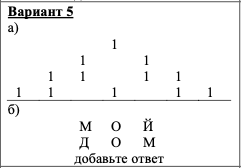 Вариант 5
а)
1
1 1
1 1 1 1
1 1 1 1 1
б)
М О Й
Д О М
добавьте ответ